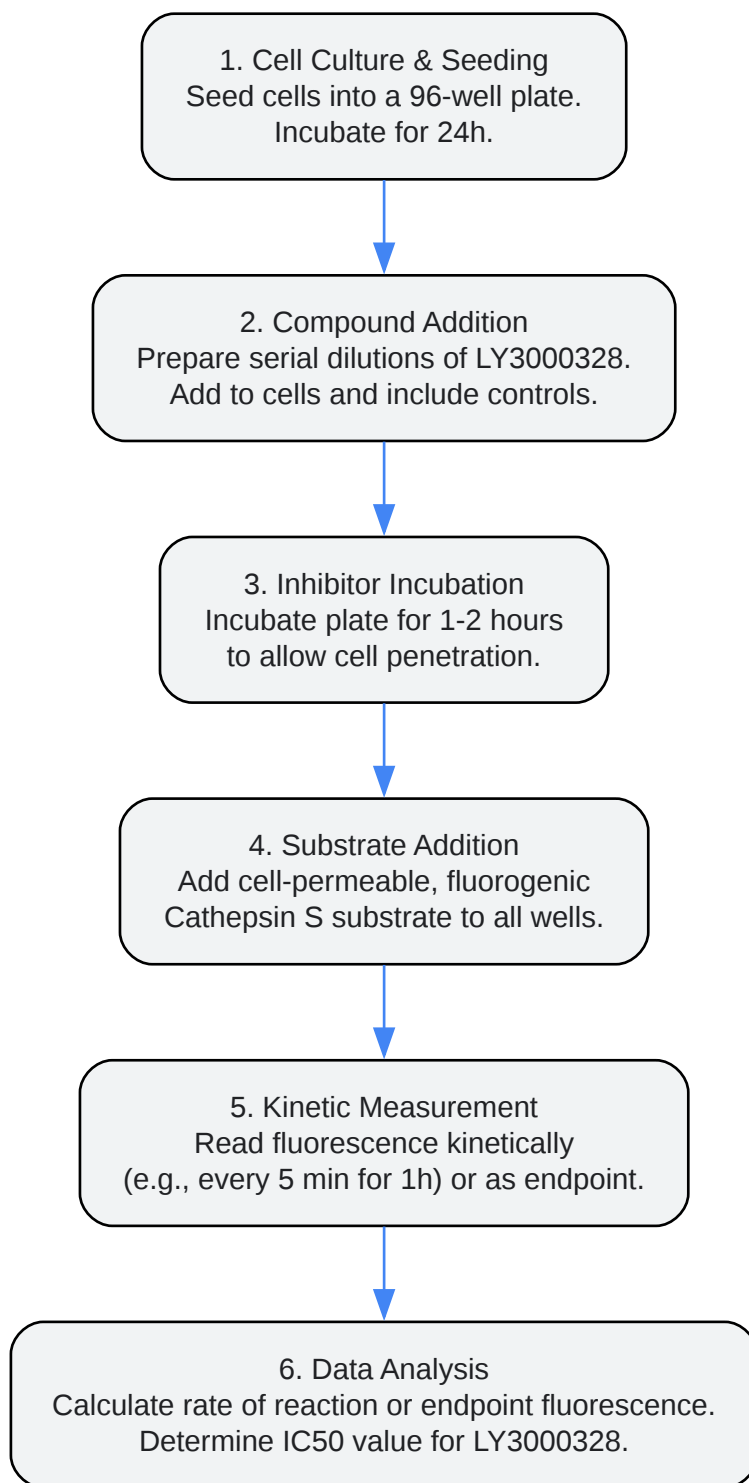 1. Cell Culture & Seeding
Seed cells into a 96-well plate.
Incubate for 24h.
2. Compound Addition
Prepare serial dilutions of LY3000328.
Add to cells and include controls.
3. Inhibitor Incubation
Incubate plate for 1-2 hours
to allow cell penetration.
4. Substrate Addition
Add cell-permeable, fluorogenic
Cathepsin S substrate to all wells.
5. Kinetic Measurement
Read fluorescence kinetically
(e.g., every 5 min for 1h) or as endpoint.
6. Data Analysis
Calculate rate of reaction or endpoint fluorescence.
Determine IC50 value for LY3000328.